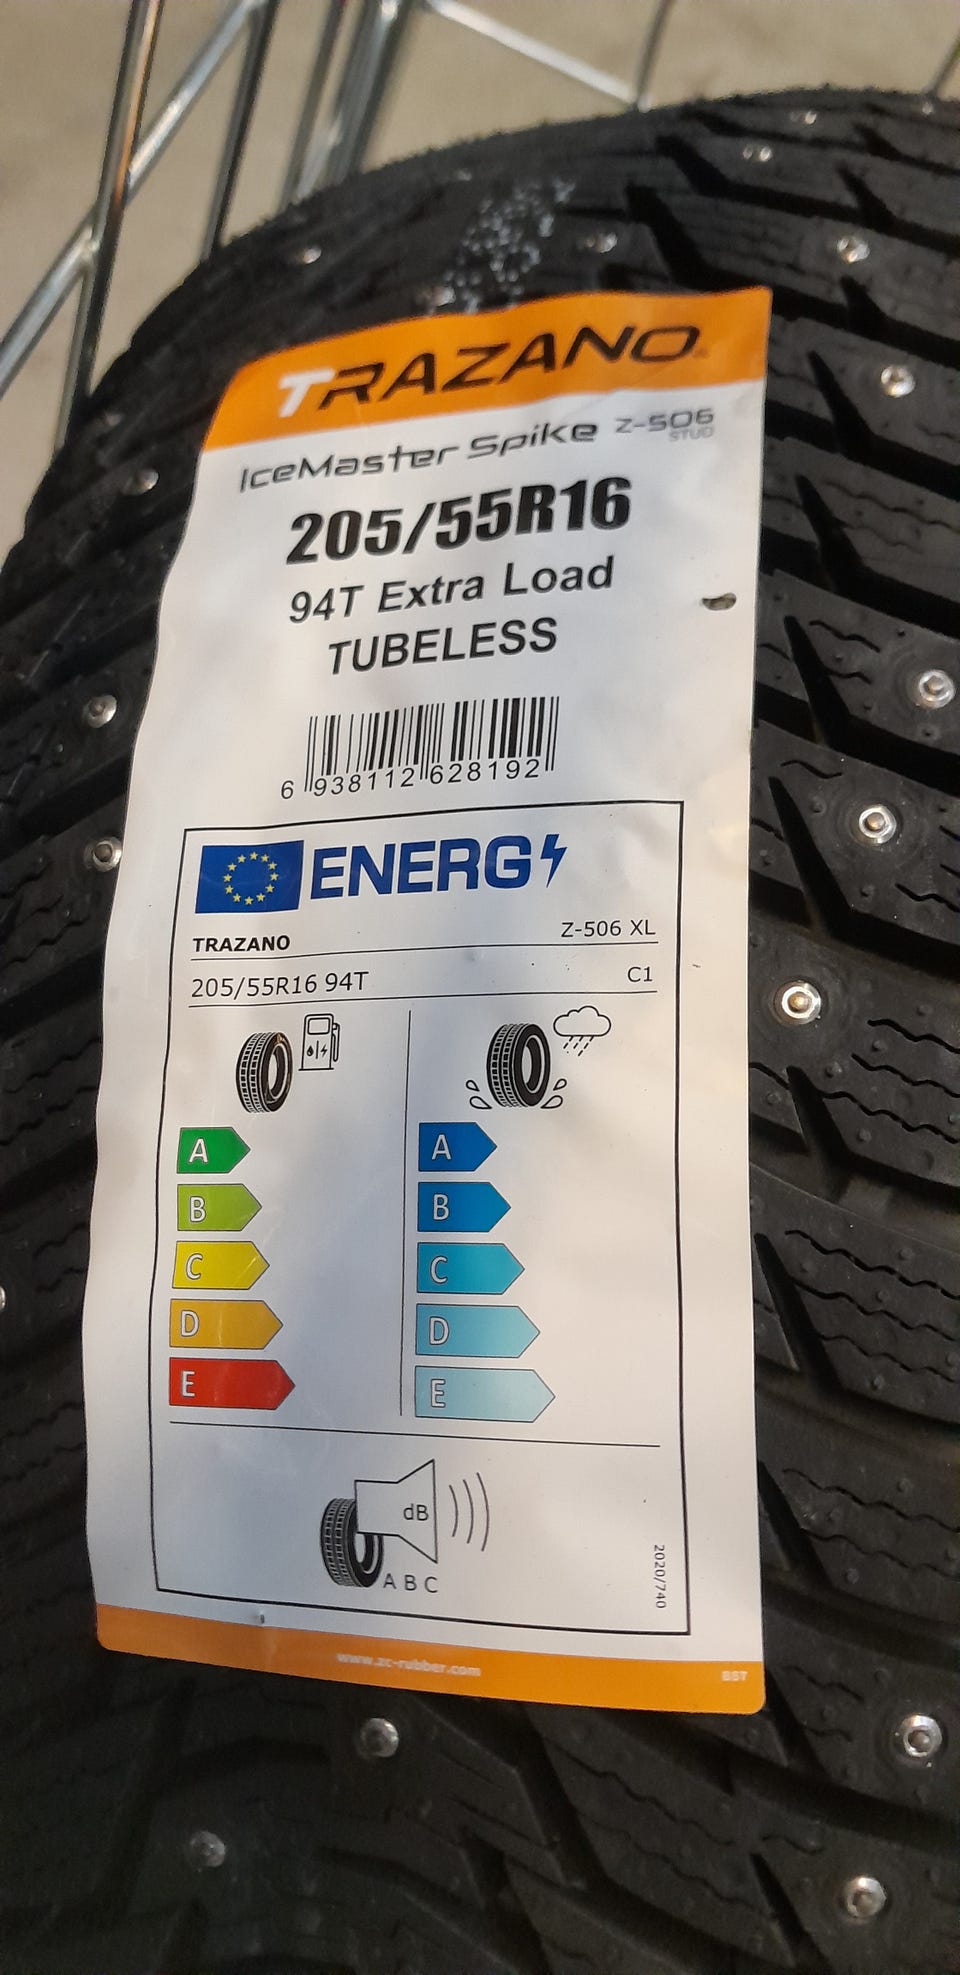 TRAZANO
IceMaster Spike Z-506
STUD
205/55R16
94T Extra Load
TUBELESS
6 938112 628192
ENERG
TRAZANO Z-506 XL
205/55R16 94T C1
A A
B B
C C
D D
E E
dB
A B C
2020/740
www.zc-rubber.com BST